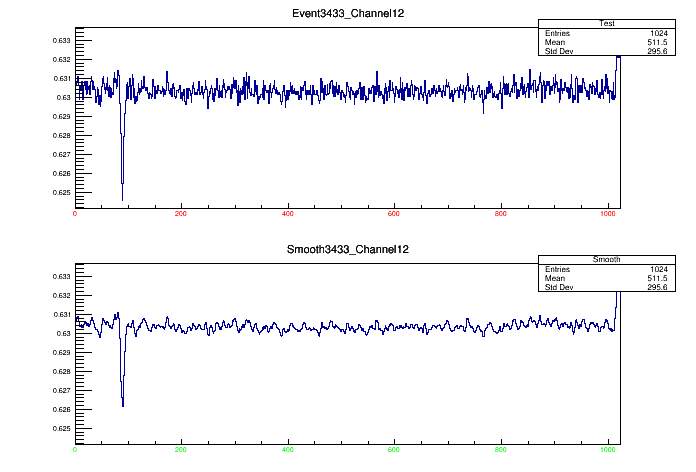 Event3433_Channel12
Test
Entries 1024
Mean 511.5
Std Dev 295.6
0.633
0.632
0.631
0.63
0.629
0.628
0.627
0.626
0.625
0 200 400 600 800 1000
Smooth3433_Channel12
Smooth
Entries 1024
Mean 511.5
Std Dev 295.6
0.633
0.632
0.631
0.63
0.629
0.628
0.627
0.626
0.625
0 200 400 600 800 1000